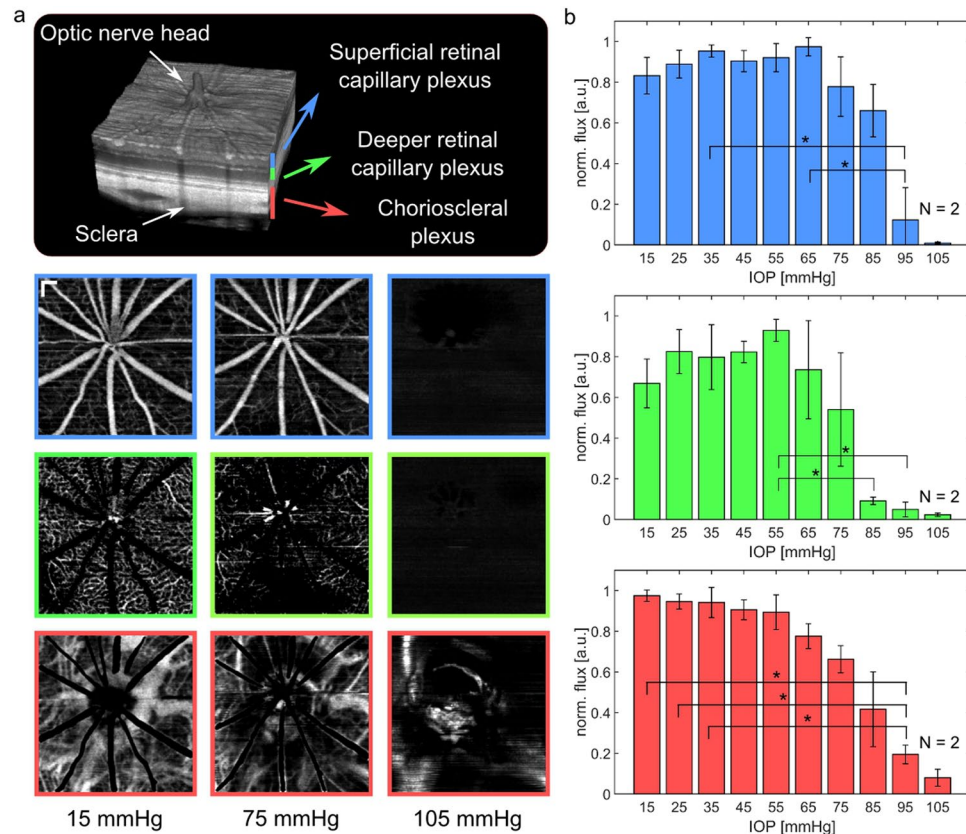 a
Optic nerve head
Superficial retinal
capillary plexus
Deeper retinal
capillary plexus
Chorioscleral
plexus
Sclera
15 mmHg
75 mmHg
105 mmHg
b
norm. flux [a.u.]
1
0.8
0.6
0.4
0.2
0
*
*
N = 2
15 25 35 45 55 65 75 85 95 105
IOP [mmHg]
norm. flux [a.u.]
1
0.8
0.6
0.4
0.2
0
*
*
N = 2
15 25 35 45 55 65 75 85 95 105
IOP [mmHg]
norm. flux [a.u.]
1
0.8
0.6
0.4
0.2
0
*
*
*
N = 2
15 25 35 45 55 65 75 85 95 105
IOP [mmHg]